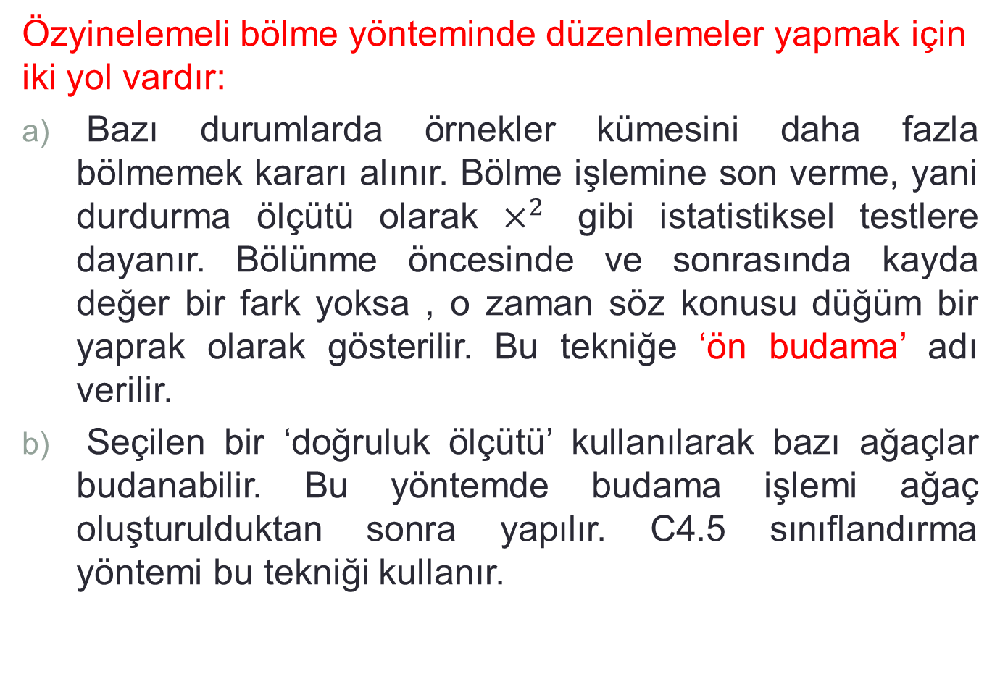 Özyinelemeli bölme yönteminde düzenlemeler yapmak için
iki yol vardır:
a) Bazı durumlarda örnekler kümesini daha fazla
bölmemek kararı alınır. Bölme işlemine son verme, yani
durdurma ölçütü olarak ×² gibi istatistiksel testlere
dayanır. Bölünme öncesinde ve sonrasında kayda
değer bir fark yoksa , o zaman söz konusu düğüm bir
yaprak olarak gösterilir. Bu tekniğe ‘ön budama’ adı
verilir.
b) Seçilen bir ‘doğruluk ölçütü’ kullanılarak bazı ağaçlar
budanabilir. Bu yöntemde budama işlemi ağaç
oluşturulduktan sonra yapılır. C4.5 sınıflandırma
yöntemi bu tekniği kullanır.